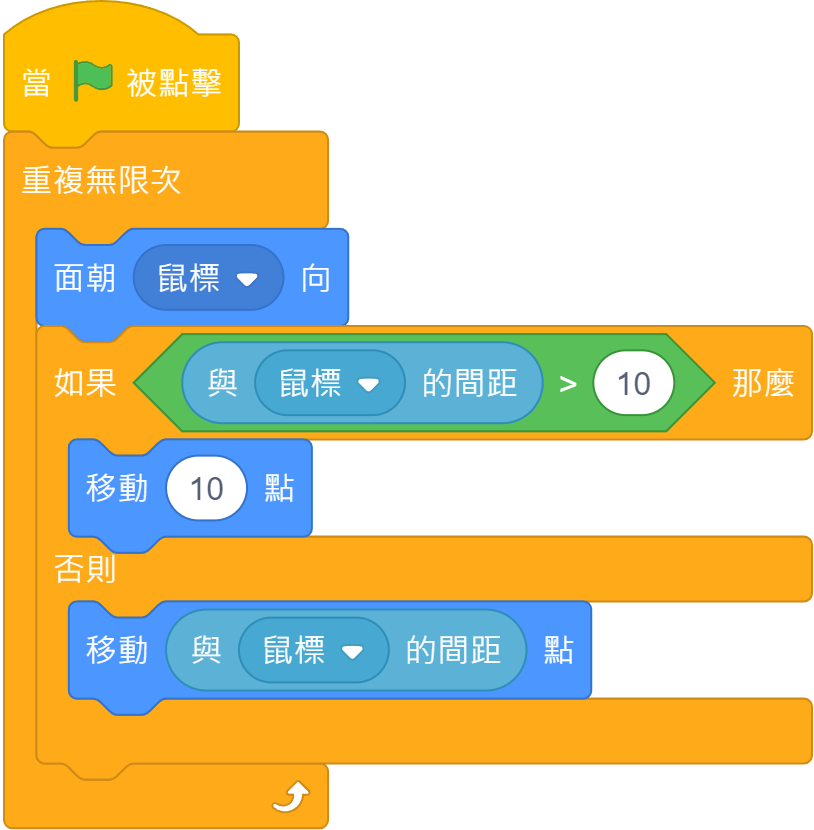 當 被點擊
重複無限次
面朝 鼠標 向
如果 與 鼠標 的間距 > 10 那麼
移動 10 點
否則
移動 與 鼠標 的間距 點